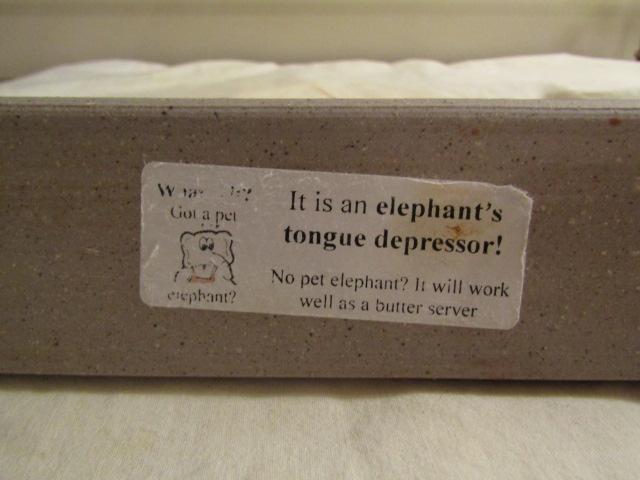 Got a pet
elephant?
It is an elephant's
tongue depressor!
No pet elephant? It will work
well as a butter server